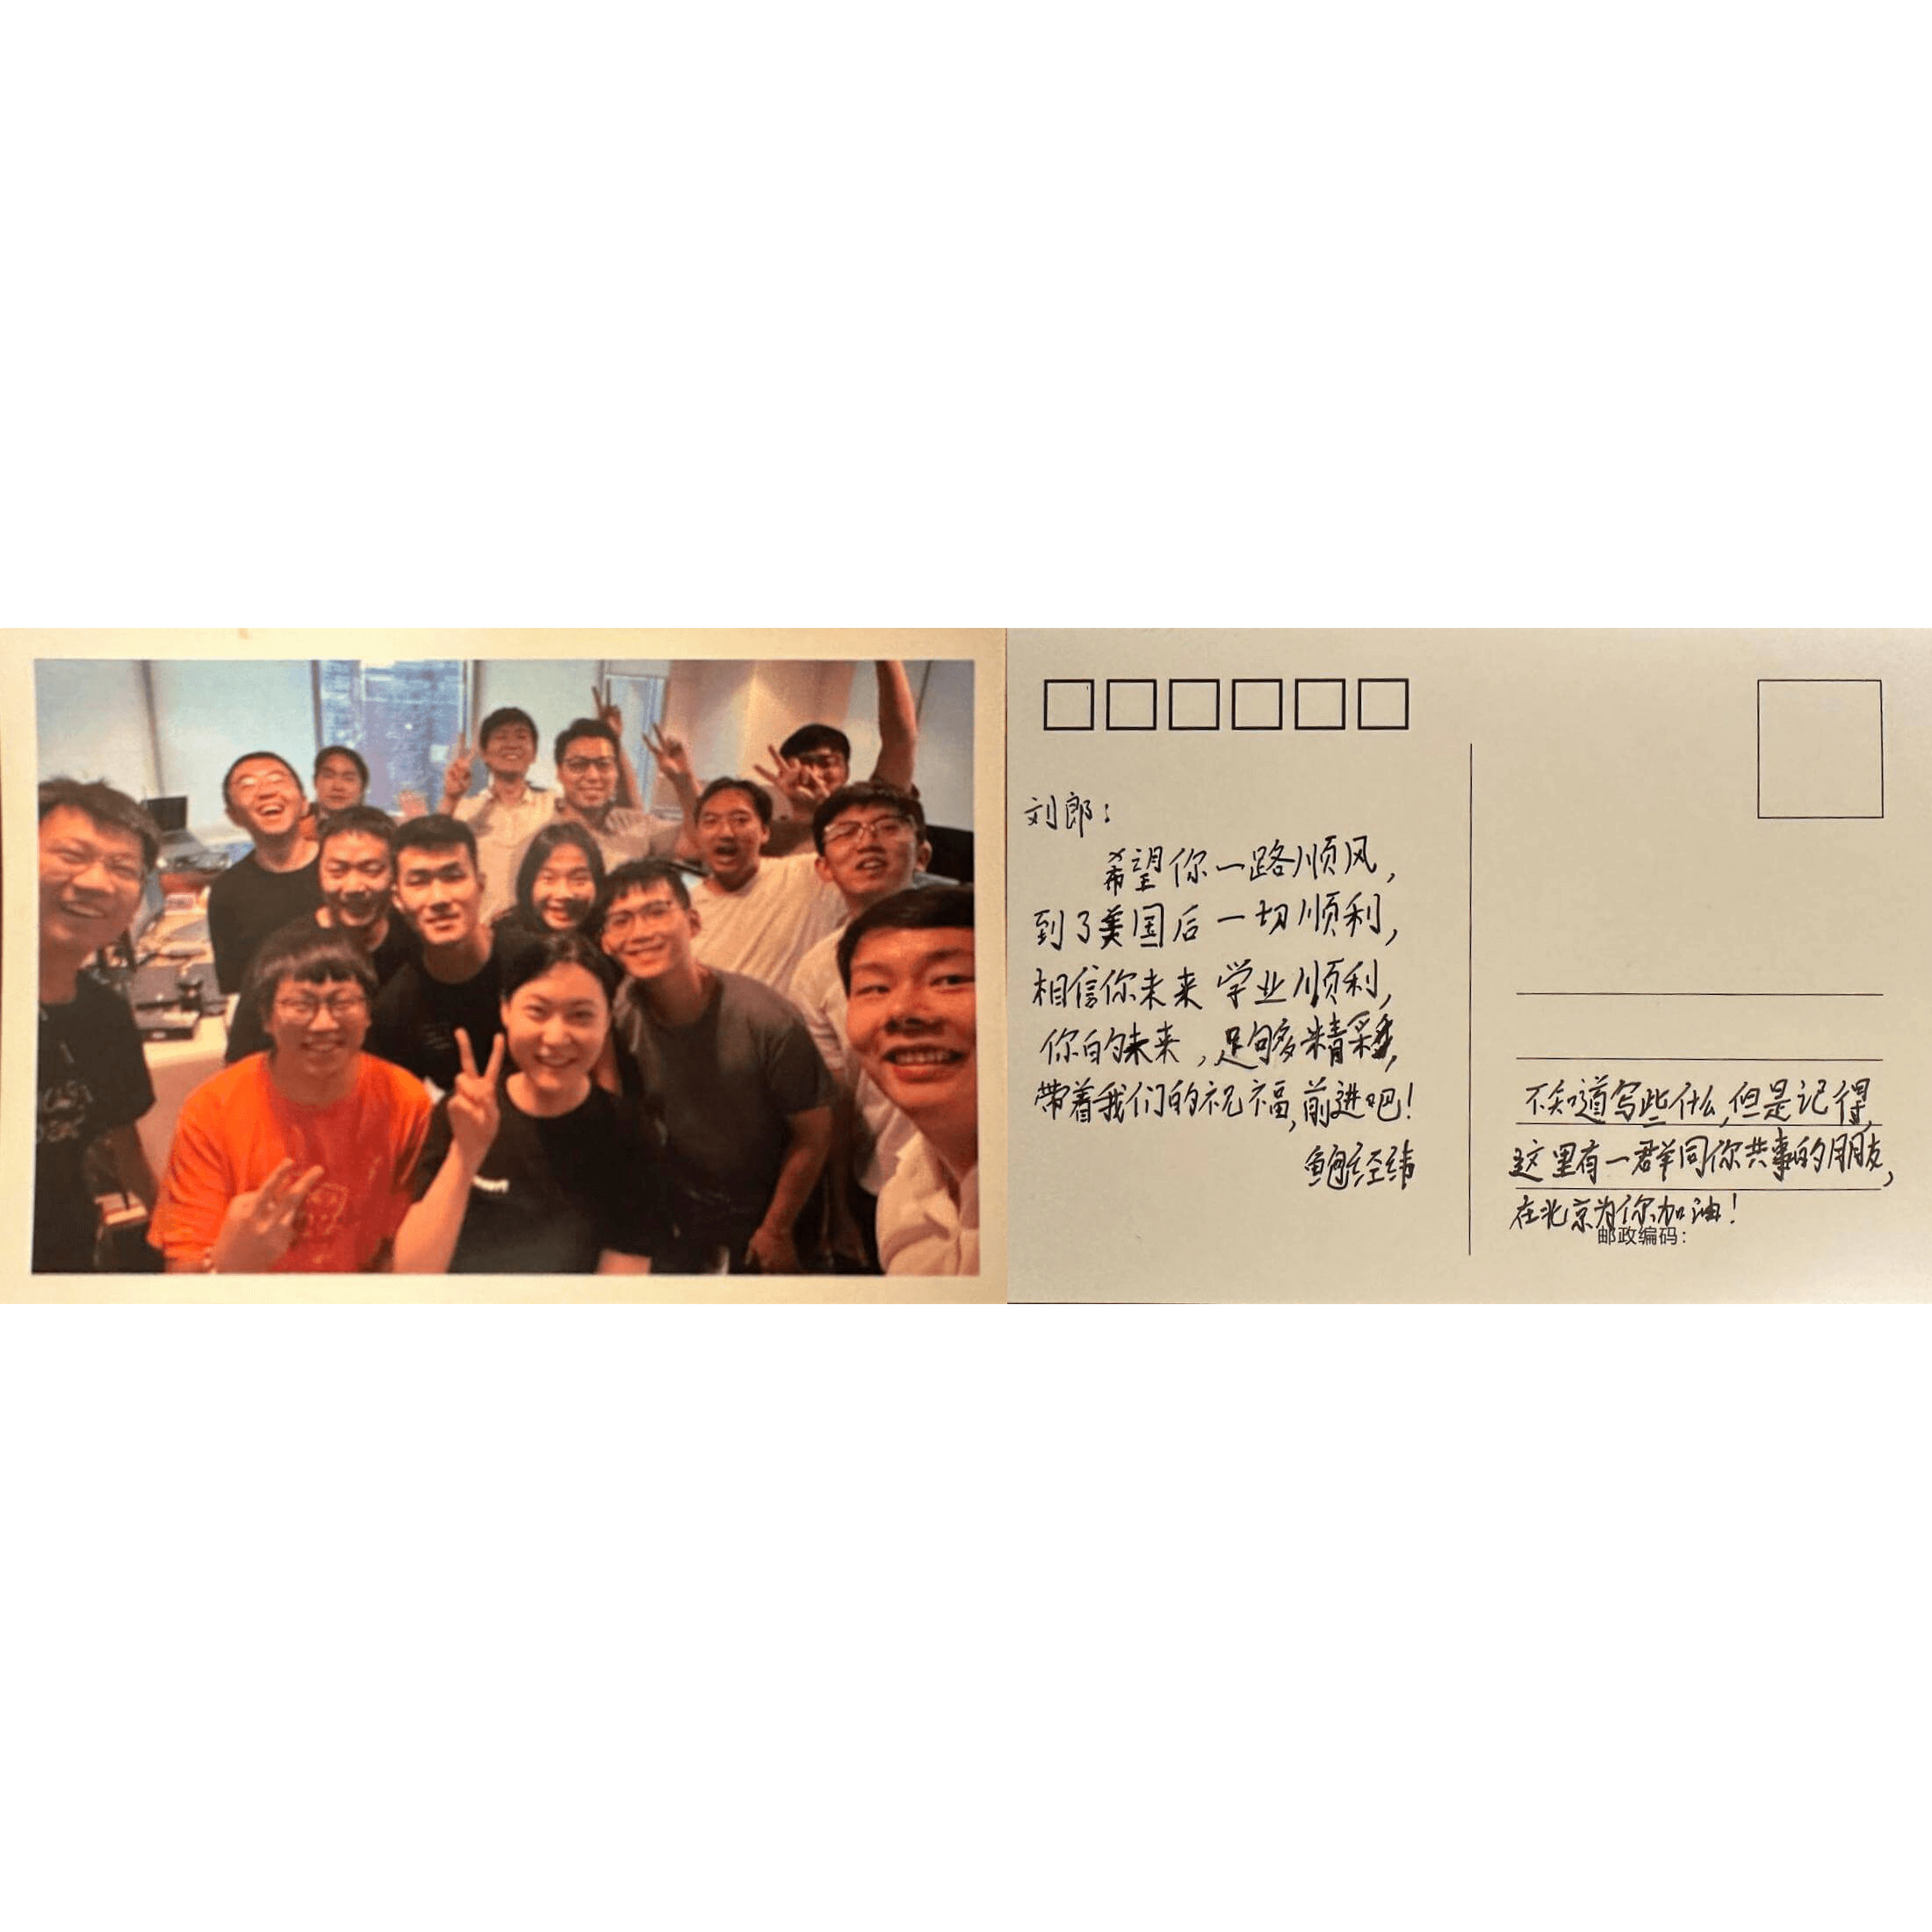 刘郎：
希望你一路顺风，
到了美国后一切顺利，
相信你未来学业顺利，
你的未来，足够精彩，
带着我们的祝福，前进吧！
鲍经纬
不知道写些什么，但是记得，
这里有一群同你共事的朋友，
在北京为你加油！
邮政编码：